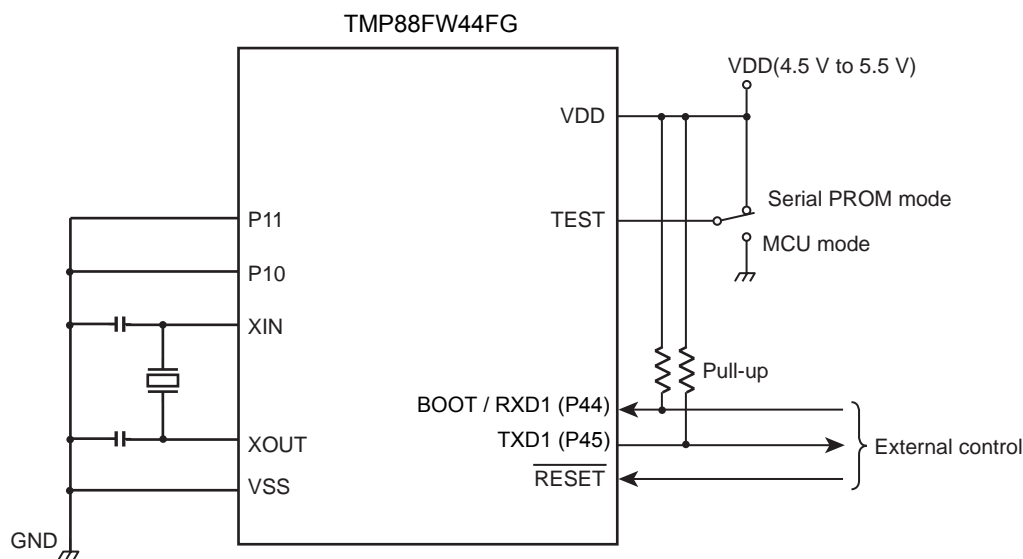 TMP88FW44FG
VDD(4.5 V to 5.5 V)
VDD
Serial PROM mode
P11
TEST
MCU mode
P10
XIN
Pull-up
BOOT / RXD1 (P44)
XOUT
TXD1 (P45)
External control
RESET
VSS
GND